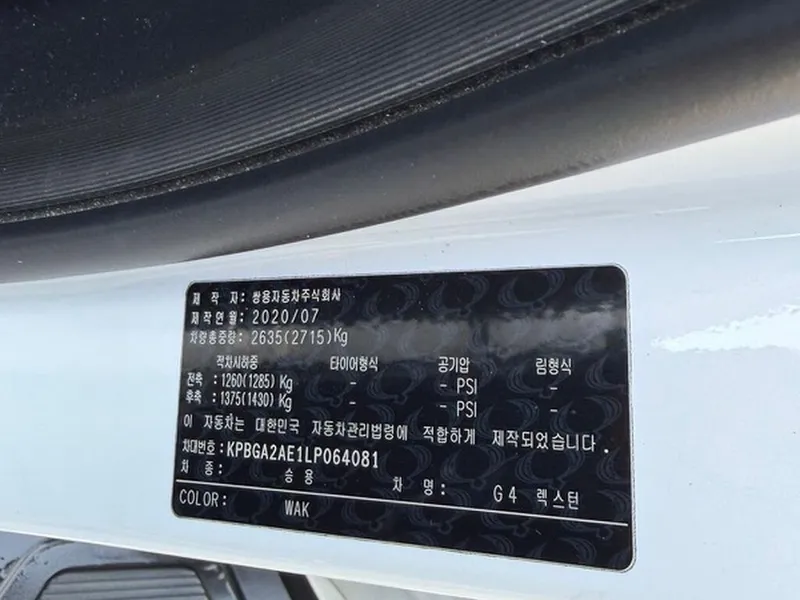 제 작 자: 쌍용자동차주식회사
제작연월: 2020/07
차량총중량: 2635(2715)Kg
적차시하중 타이어형식 공기압 림형식
전축 : 1260(1285) Kg - - PSI -
후축 : 1375(1430) Kg - - PSI -
이 자동차는 대한민국 자동차관리법령에 적합하게 제작되었습니다.
차대번호: KPBGA2AE1LP064081
차 종: 승용 차 명: G4 렉스턴
COLOR: WAK